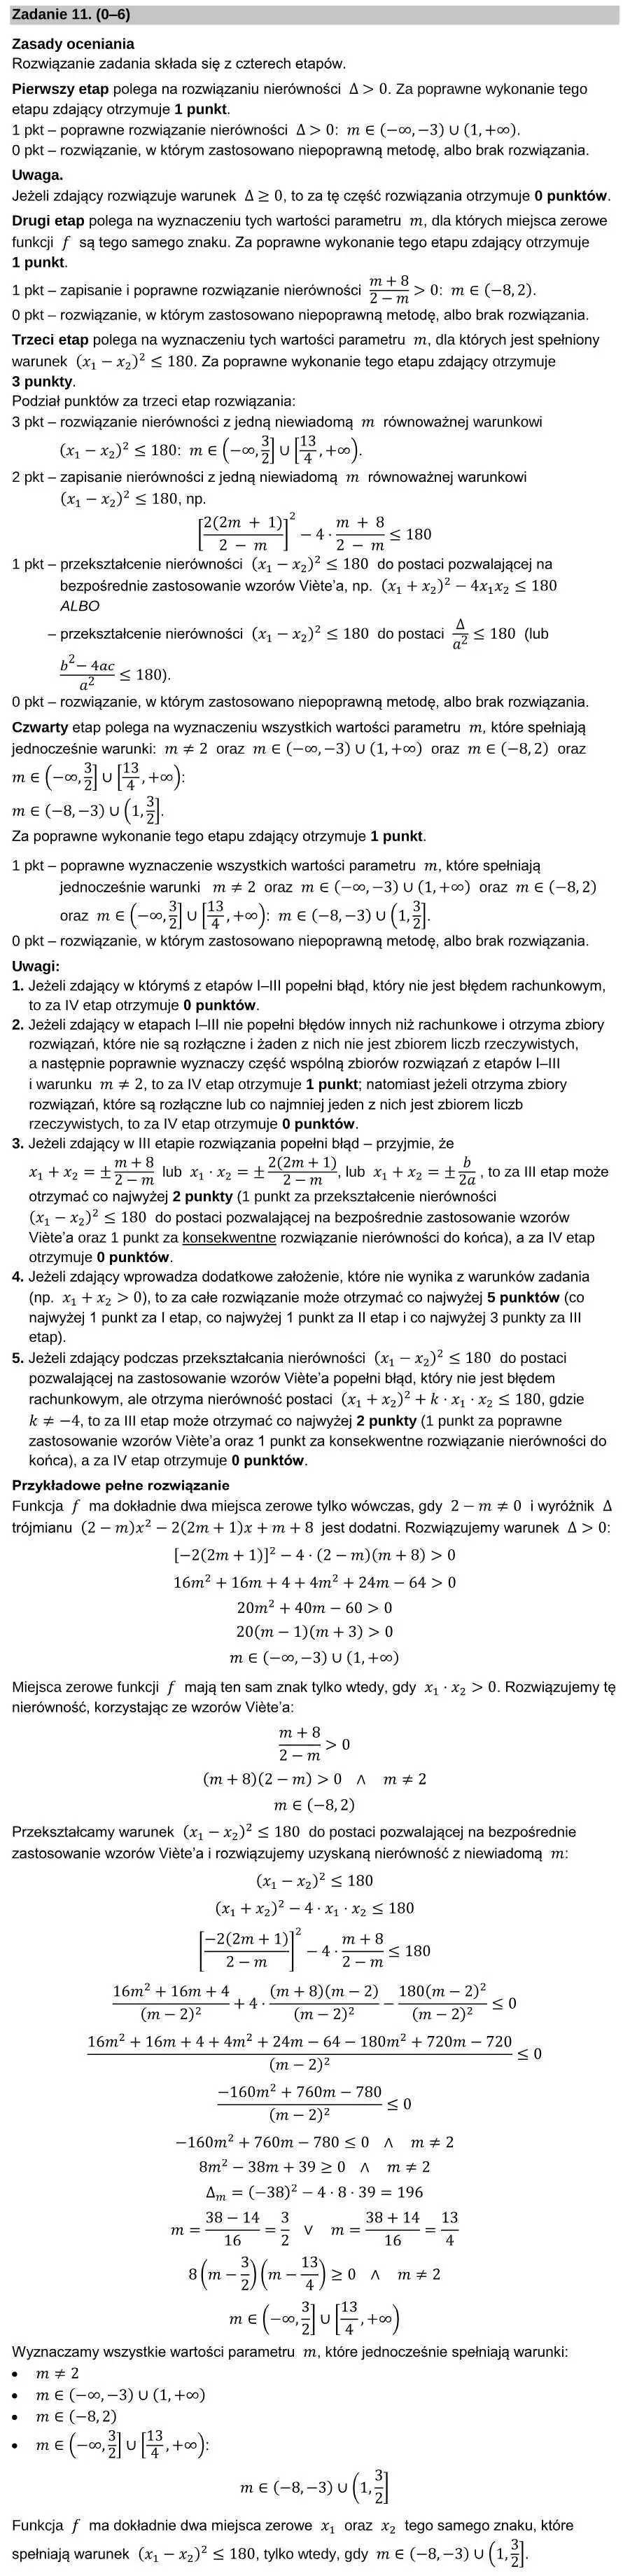 Zadanie 11. (0–6)
Zasady oceniania
Rozwiązanie zadania składa się z czterech etapów.
Pierwszy etap polega na rozwiązaniu nierówności Δ > 0. Za poprawne wykonanie tego
etapu zdający otrzymuje 1 punkt.
1 pkt – poprawne rozwiązanie nierówności Δ > 0: m ∈ (−∞, −3) ∪ (1, +∞).
0 pkt – rozwiązanie, w którym zastosowano niepoprawną metodę, albo brak rozwiązania.
Uwaga.
Jeżeli zdający rozwiązuje warunek Δ ≥ 0, to za tę część rozwiązania otrzymuje 0 punktów.
Drugi etap polega na wyznaczeniu tych wartości parametru m, dla których miejsca zerowe
funkcji f są tego samego znaku. Za poprawne wykonanie tego etapu zdający otrzymuje
1 punkt.
1 pkt – zapisanie i poprawne rozwiązanie nierówności (m + 8)/(2 − m) > 0: m ∈ (−8, 2).
0 pkt – rozwiązanie, w którym zastosowano niepoprawną metodę, albo brak rozwiązania.
Trzeci etap polega na wyznaczeniu tych wartości parametru m, dla których jest spełniony
warunek (x₁ − x₂)² ≤ 180. Za poprawne wykonanie tego etapu zdający otrzymuje
3 punkty.
Podział punktów za trzeci etap rozwiązania:
3 pkt – rozwiązanie nierówności z jedną niewiadomą m równoważnej warunkowi
(x₁ − x₂)² ≤ 180: m ∈ (−∞, 3/2] ∪ [13/4, +∞).
2 pkt – zapisanie nierówności z jedną niewiadomą m równoważnej warunkowi
(x₁ − x₂)² ≤ 180, np.
[2(2m + 1)/(2 − m)]² − 4 · (m + 8)/(2 − m) ≤ 180
1 pkt – przekształcenie nierówności (x₁ − x₂)² ≤ 180 do postaci pozwalającej na
bezpośrednie zastosowanie wzorów Viète'a, np. (x₁ + x₂)² − 4x₁x₂ ≤ 180
ALBO
– przekształcenie nierówności (x₁ − x₂)² ≤ 180 do postaci Δ/a² ≤ 180 (lub
(b² − 4ac)/a² ≤ 180).
0 pkt – rozwiązanie, w którym zastosowano niepoprawną metodę, albo brak rozwiązania.
Czwarty etap polega na wyznaczeniu wszystkich wartości parametru m, które spełniają
jednocześnie warunki: m ≠ 2 oraz m ∈ (−∞, −3) ∪ (1, +∞) oraz m ∈ (−8, 2) oraz
m ∈ (−∞, 3/2] ∪ [13/4, +∞):
m ∈ (−8, −3) ∪ (1, 3/2].
Za poprawne wykonanie tego etapu zdający otrzymuje 1 punkt.
1 pkt – poprawne wyznaczenie wszystkich wartości parametru m, które spełniają
jednocześnie warunki m ≠ 2 oraz m ∈ (−∞, −3) ∪ (1, +∞) oraz m ∈ (−8, 2)
oraz m ∈ (−∞, 3/2] ∪ [13/4, +∞): m ∈ (−8, −3) ∪ (1, 3/2].
0 pkt – rozwiązanie, w którym zastosowano niepoprawną metodę, albo brak rozwiązania.
Uwagi:
1. Jeżeli zdający w którymś z etapów I–III popełni błąd, który nie jest błędem rachunkowym,
to za IV etap otrzymuje 0 punktów.
2. Jeżeli zdający w etapach I–III nie popełni błędów innych niż rachunkowe i otrzyma zbiory
rozwiązań, które nie są rozłączne i żaden z nich nie jest zbiorem liczb rzeczywistych,
a następnie poprawnie wyznaczy część wspólną zbiorów rozwiązań z etapów I–III
i warunku m ≠ 2, to za IV etap otrzymuje 1 punkt; natomiast jeżeli otrzyma zbiory
rozwiązań, które są rozłączne lub co najmniej jeden z nich jest zbiorem liczb
rzeczywistych, to za IV etap otrzymuje 0 punktów.
3. Jeżeli zdający w III etapie rozwiązania popełni błąd – przyjmie, że
x₁ + x₂ = ± (m + 8)/(2 − m) lub x₁ · x₂ = ± 2(2m + 1)/(2 − m), lub x₁ + x₂ = ± b/2a , to za III etap może
otrzymać co najwyżej 2 punkty (1 punkt za przekształcenie nierówności
(x₁ − x₂)² ≤ 180 do postaci pozwalającej na bezpośrednie zastosowanie wzorów
Viète'a oraz 1 punkt za konsekwentne rozwiązanie nierówności do końca), a za IV etap
otrzymuje 0 punktów.
4. Jeżeli zdający wprowadza dodatkowe założenie, które nie wynika z warunków zadania
(np. x₁ + x₂ > 0), to za całe rozwiązanie może otrzymać co najwyżej 5 punktów (co
najwyżej 1 punkt za I etap, co najwyżej 1 punkt za II etap i co najwyżej 3 punkty za III
etap).
5. Jeżeli zdający podczas przekształcania nierówności (x₁ − x₂)² ≤ 180 do postaci
pozwalającej na zastosowanie wzorów Viète'a popełni błąd, który nie jest błędem
rachunkowym, ale otrzyma nierówność postaci (x₁ + x₂)² + k · x₁ · x₂ ≤ 180, gdzie
k ≠ −4, to za III etap może otrzymać co najwyżej 2 punkty (1 punkt za poprawne
zastosowanie wzorów Viète'a oraz 1 punkt za konsekwentne rozwiązanie nierówności do
końca), a za IV etap otrzymuje 0 punktów.
Przykładowe pełne rozwiązanie
Funkcja f ma dokładnie dwa miejsca zerowe tylko wówczas, gdy 2 − m ≠ 0 i wyróżnik Δ
trójmianu (2 − m)x² − 2(2m + 1)x + m + 8 jest dodatni. Rozwiązujemy warunek Δ > 0:
[−2(2m + 1)]² − 4 · (2 − m)(m + 8) > 0
16m² + 16m + 4 + 4m² + 24m − 64 > 0
20m² + 40m − 60 > 0
20(m − 1)(m + 3) > 0
m ∈ (−∞, −3) ∪ (1, +∞)
Miejsca zerowe funkcji f mają ten sam znak tylko wtedy, gdy x₁ · x₂ > 0. Rozwiązujemy tę
nierówność, korzystając ze wzorów Viète'a:
(m + 8)/(2 − m) > 0
(m + 8)(2 − m) > 0 ∧ m ≠ 2
m ∈ (−8, 2)
Przekształcamy warunek (x₁ − x₂)² ≤ 180 do postaci pozwalającej na bezpośrednie
zastosowanie wzorów Viète'a i rozwiązujemy uzyskaną nierówność z niewiadomą m:
(x₁ − x₂)² ≤ 180
(x₁ + x₂)² − 4 · x₁ · x₂ ≤ 180
[−2(2m + 1)/(2 − m)]² − 4 · (m + 8)/(2 − m) ≤ 180
(16m² + 16m + 4)/(m − 2)² + 4 · (m + 8)(m − 2)/(m − 2)² − 180(m − 2)²/(m − 2)² ≤ 0
(16m² + 16m + 4 + 4m² + 24m − 64 − 180m² + 720m − 720)/(m − 2)² ≤ 0
(−160m² + 760m − 780)/(m − 2)² ≤ 0
−160m² + 760m − 780 ≤ 0 ∧ m ≠ 2
8m² − 38m + 39 ≥ 0 ∧ m ≠ 2
Δₘ = (−38)² − 4 · 8 · 39 = 196
m = (38 − 14)/16 = 3/2 ∨ m = (38 + 14)/16 = 13/4
8(m − 3/2)(m − 13/4) ≥ 0 ∧ m ≠ 2
m ∈ (−∞, 3/2] ∪ [13/4, +∞)
Wyznaczamy wszystkie wartości parametru m, które jednocześnie spełniają warunki:
• m ≠ 2
• m ∈ (−∞, −3) ∪ (1, +∞)
• m ∈ (−8, 2)
• m ∈ (−∞, 3/2] ∪ [13/4, +∞):
m ∈ (−8, −3) ∪ (1, 3/2]
Funkcja f ma dokładnie dwa miejsca zerowe x₁ oraz x₂ tego samego znaku, które
spełniają warunek (x₁ − x₂)² ≤ 180, tylko wtedy, gdy m ∈ (−8, −3) ∪ (1, 3/2].